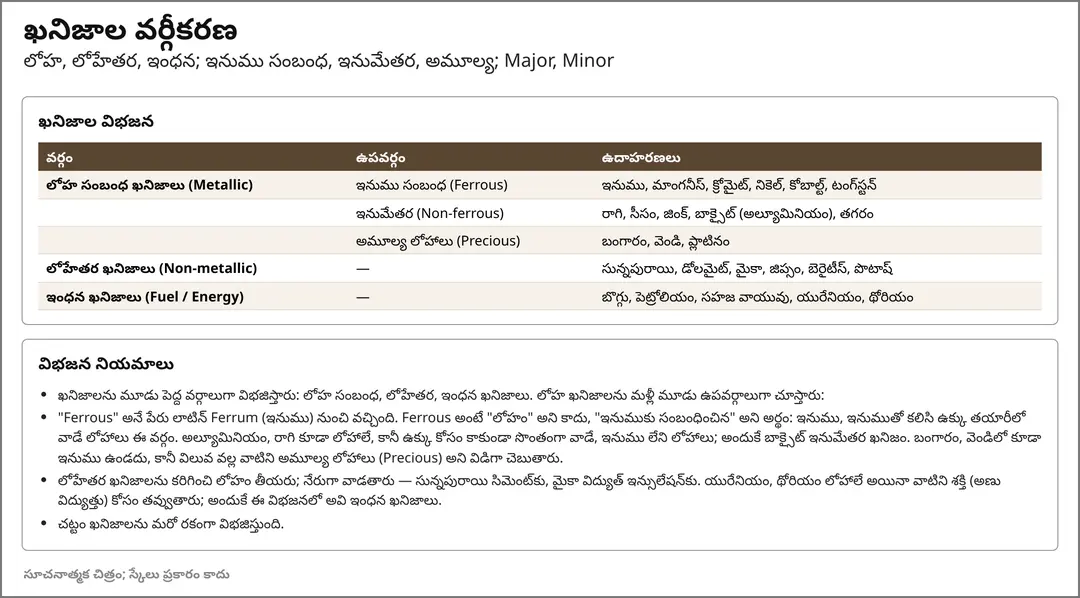 ఖనిజాల వర్గీకరణ
లోహ, లోహేతర, ఇంధన; ఇనుము సంబంధ, ఇనుమేతర, అమూల్య; Major, Minor
ఖనిజాల విభజన
వర్గం ఉపవర్గం ఉదాహరణలు
లోహ సంబంధ ఖనిజాలు (Metallic) ఇనుము సంబంధ (Ferrous) ఇనుము, మాంగనీస్, క్రోమైట్, నికెల్, కోబాల్ట్, టంగ్‌స్టన్
ఇనుమేతర (Non-ferrous) రాగి, సీసం, జింక్, బాక్సైట్ (అల్యూమినియం), తగరం
అమూల్య లోహాలు (Precious) బంగారం, వెండి, ప్లాటినం
లోహేతర ఖనిజాలు (Non-metallic) — సున్నపురాయి, డోలమైట్, మైకా, జిప్సం, బెరైటీస్, పొటాష్
ఇంధన ఖనిజాలు (Fuel / Energy) — బొగ్గు, పెట్రోలియం, సహజ వాయువు, యురేనియం, థోరియం
విభజన నియమాలు
• ఖనిజాలను మూడు పెద్ద వర్గాలుగా విభజిస్తారు: లోహ సంబంధ, లోహేతర, ఇంధన ఖనిజాలు. లోహ ఖనిజాలను మళ్లీ మూడు ఉపవర్గాలుగా చూస్తారు:
• "Ferrous" అనే పేరు లాటిన్ Ferrum (ఇనుము) నుంచి వచ్చింది. Ferrous అంటే "లోహం" అని కాదు, "ఇనుముకు సంబంధించిన" అని అర్థం: ఇనుము, ఇనుముతో కలిసి ఉక్కు తయారీలో
వాడే లోహాలు ఈ వర్గం. అల్యూమినియం, రాగి కూడా లోహాలే, కానీ ఉక్కు కోసం కాకుండా సొంతంగా వాడే, ఇనుము లేని లోహాలు; అందుకే బాక్సైట్ ఇనుమేతర ఖనిజం. బంగారం, వెండిలో కూడా
ఇనుము ఉండదు, కానీ విలువ వల్ల వాటిని అమూల్య లోహాలు (Precious) అని విడిగా చెబుతారు.
• లోహేతర ఖనిజాలను కరిగించి లోహం తీయరు; నేరుగా వాడతారు — సున్నపురాయి సిమెంట్‌కు, మైకా విద్యుత్ ఇన్సులేషన్‌కు. యురేనియం, థోరియం లోహాలే అయినా వాటిని శక్తి (అణు
విద్యుత్తు) కోసం తవ్వుతారు; అందుకే ఈ విభజనలో అవి ఇంధన ఖనిజాలు.
• చట్టం ఖనిజాలను మరో రకంగా విభజిస్తుంది.
సూచనాత్మక చిత్రం; స్కేలు ప్రకారం కాదు